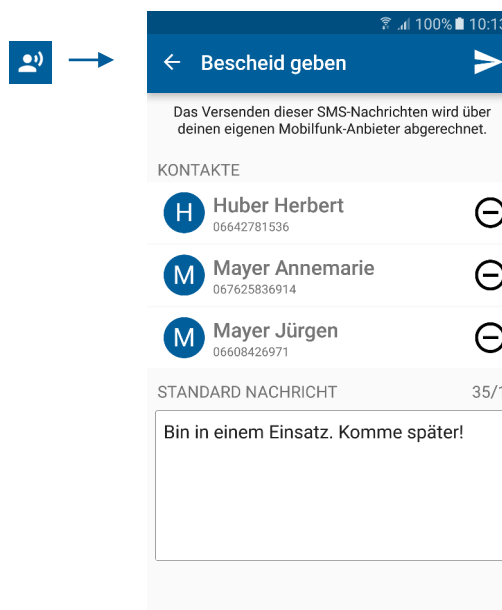 100% 10:13
Bescheid geben
Das Versenden dieser SMS-Nachrichten wird über
deinen eigenen Mobilfunk-Anbieter abgerechnet.
KONTAKTE
H Huber Herbert
06642781536
M Mayer Annemarie
067625836914
M Mayer Jürgen
06608426971
STANDARD NACHRICHT 35/1
Bin in einem Einsatz. Komme später!